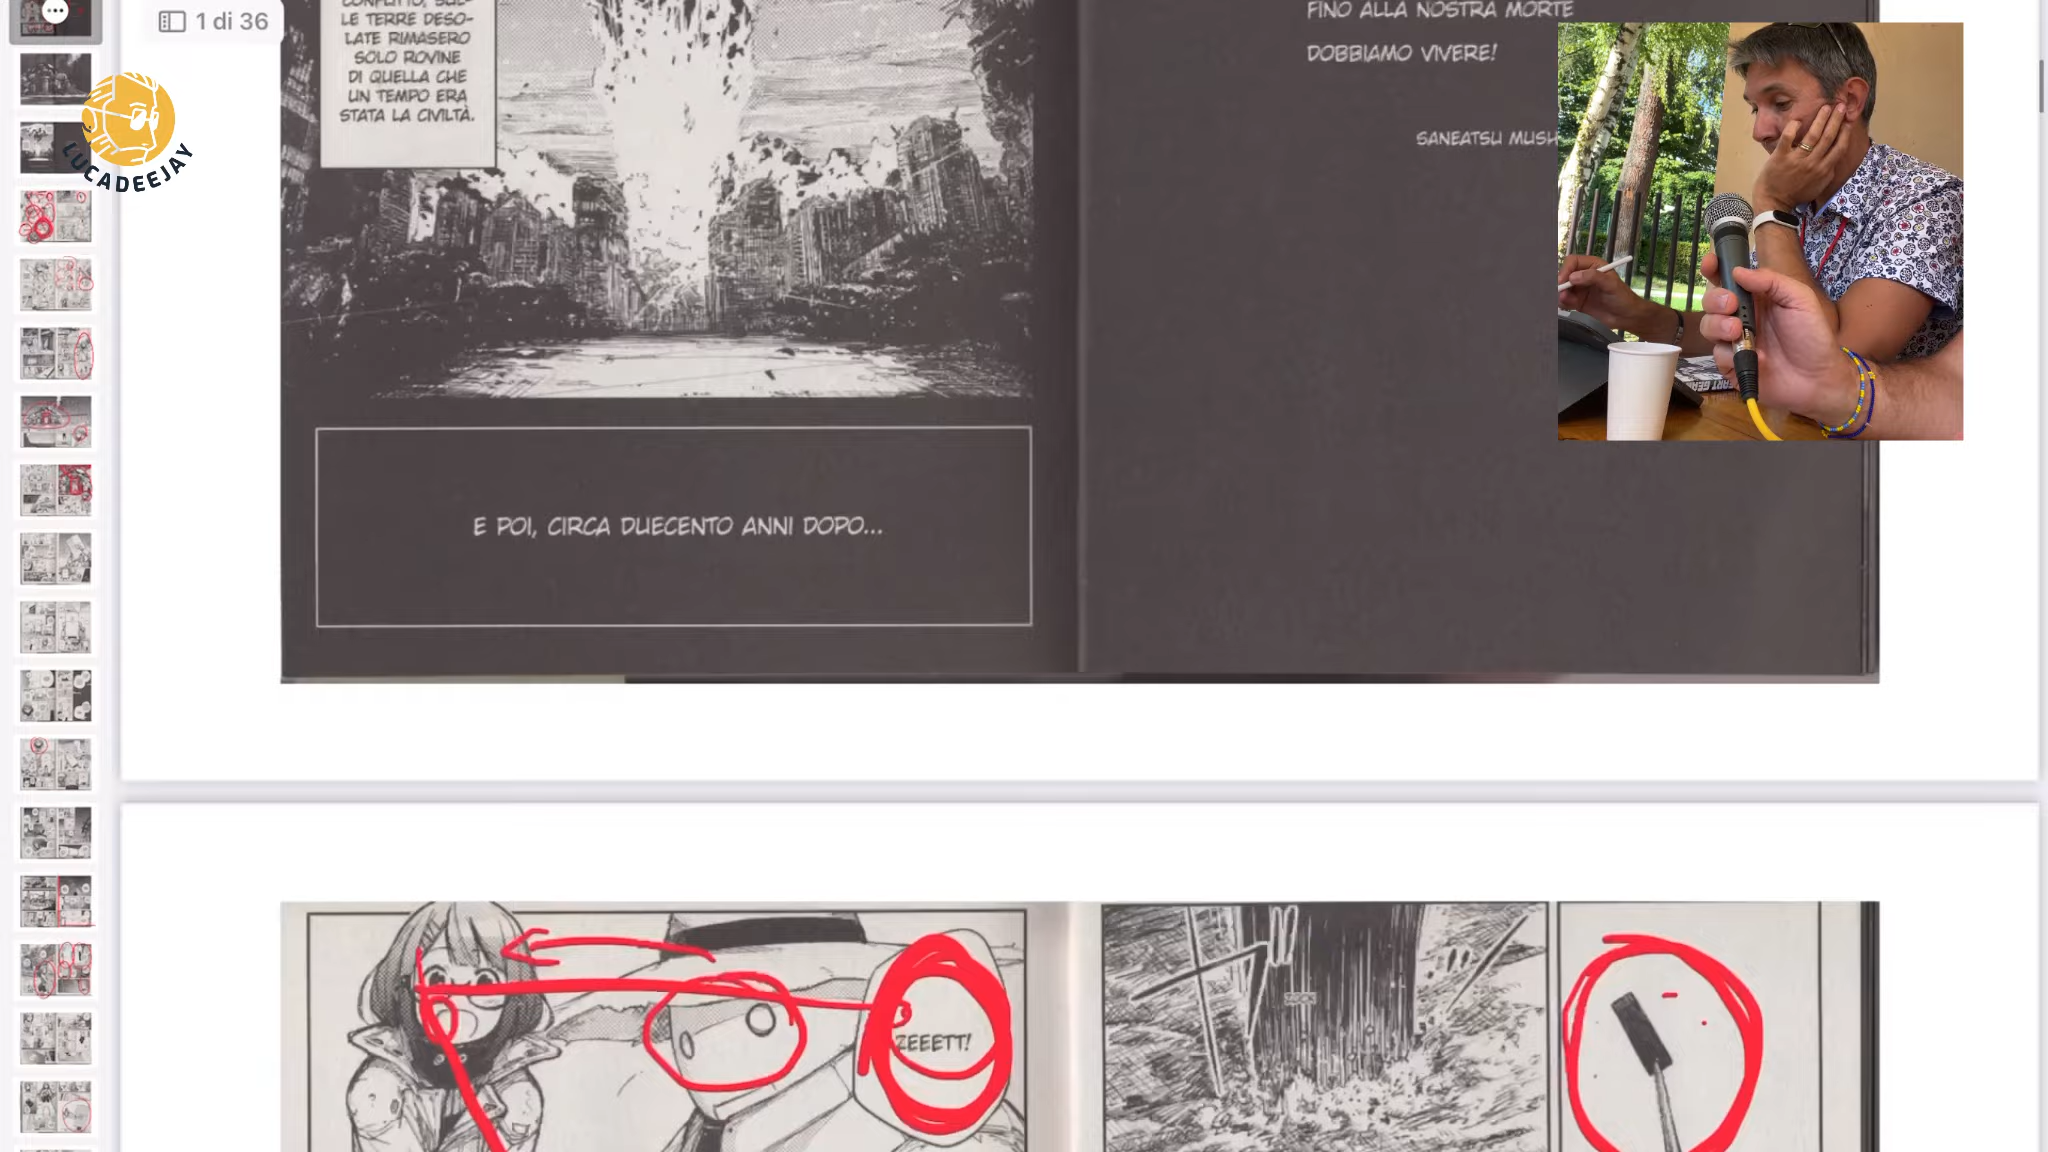 1 di 36
LUCADEEJAY
LE TERRE DESO-
LATE RIMASERO
SOLO ROVINE
DI QUELLA CHE
UN TEMPO ERA
STATA LA CIVILTÀ.
FINO ALLA NOSTRA MORTE
DOBBIAMO VIVERE!
SANEATSU
E POI, CIRCA DUECENTO ANNI DOPO...
ZEEETT!